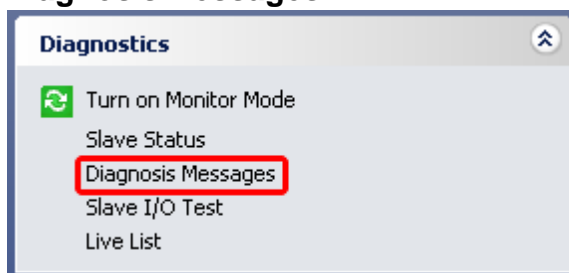 Diagnostics
Turn on Monitor Mode
Slave Status
Diagnosis Messages
Slave I/O Test
Live List